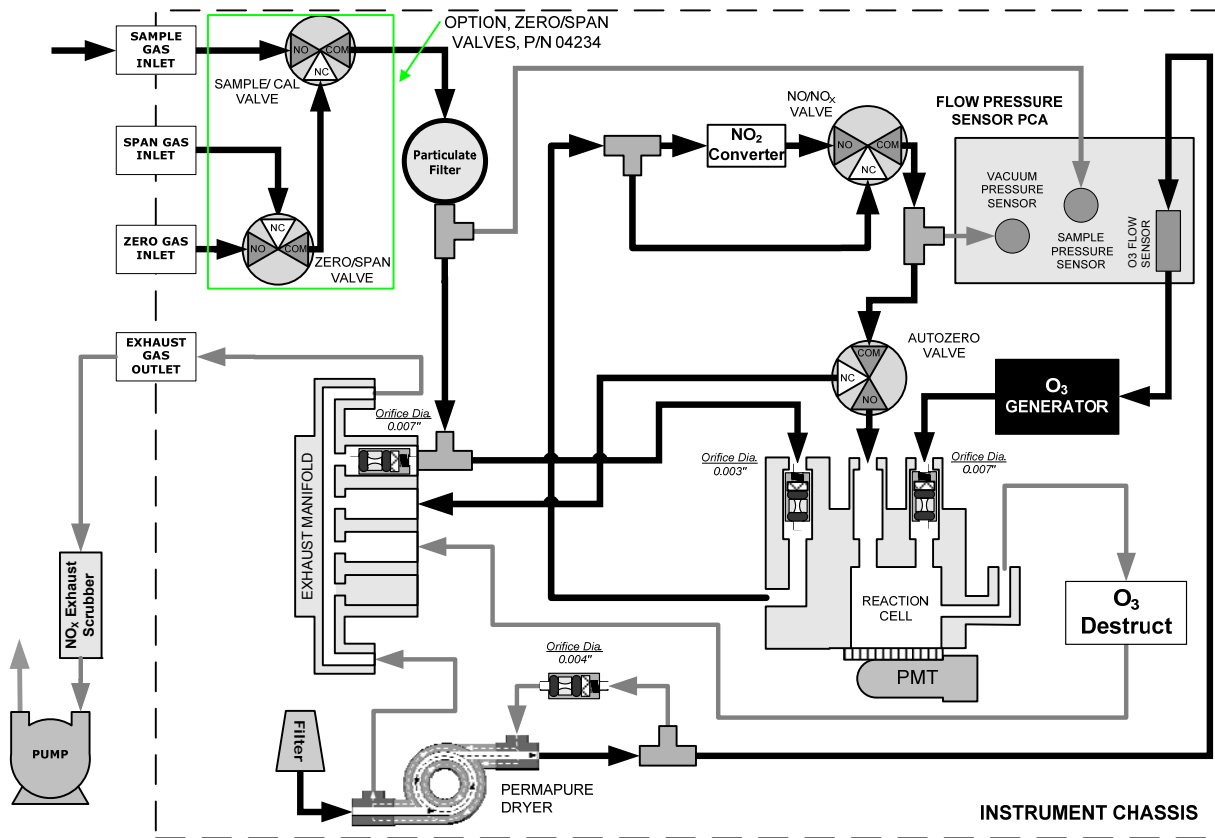 SAMPLE
GAS
INLET
SPAN GAS
INLET
ZERO GAS
INLET
NO
COM
NC
SAMPLE/ CAL
VALVE
NC
NO
COM
ZERO/SPAN
VALVE
OPTION, ZERO/SPAN
VALVES, P/N 04234
Particulate
Filter
NO/NOX
VALVE
NO2
Converter
NO
COM
NC
FLOW PRESSURE
SENSOR PCA
VACUUM
PRESSURE
SENSOR
SAMPLE
PRESSURE
SENSOR
O3 FLOW
SENSOR
EXHAUST
GAS
OUTLET
AUTOZERO
VALVE
COM
NC
NO
O3
GENERATOR
Orifice Dia.
0.007"
Orifice Dia.
0.003"
Orifice Dia.
0.007"
EXHAUST MANIFOLD
NOX Exhaust
Scrubber
REACTION
CELL
PMT
O3
Destruct
Orifice Dia.
0.004"
Filter
PUMP
PERMAPURE
DRYER
INSTRUMENT CHASSIS